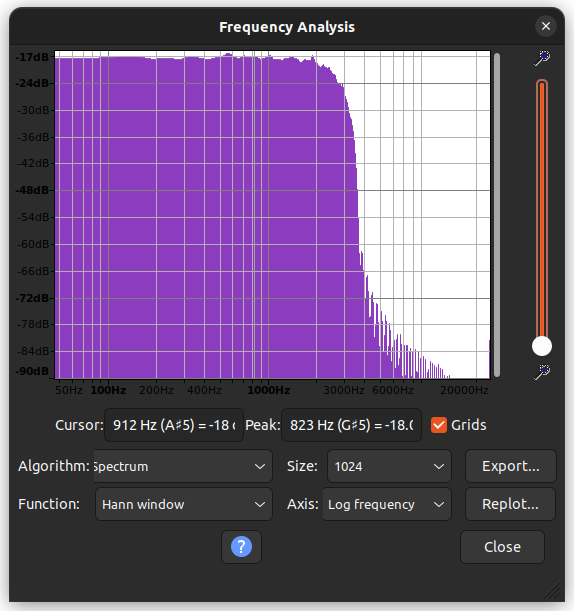 Frequency Analysis
-17dB
-24dB
-30dB
-36dB
-42dB
-48dB
-54dB
-60dB
-66dB
-72dB
-78dB
-84dB
-90dB
50Hz 100Hz 200Hz 400Hz 1000Hz 3000Hz 6000Hz 20000Hz
Cursor: 912 Hz (A♯5) = -18 d Peak: 823 Hz (G♯5) = -18.0 Grids
Algorithm: Spectrum Size: 1024 Export...
Function: Hann window Axis: Log frequency Replot...
? Close